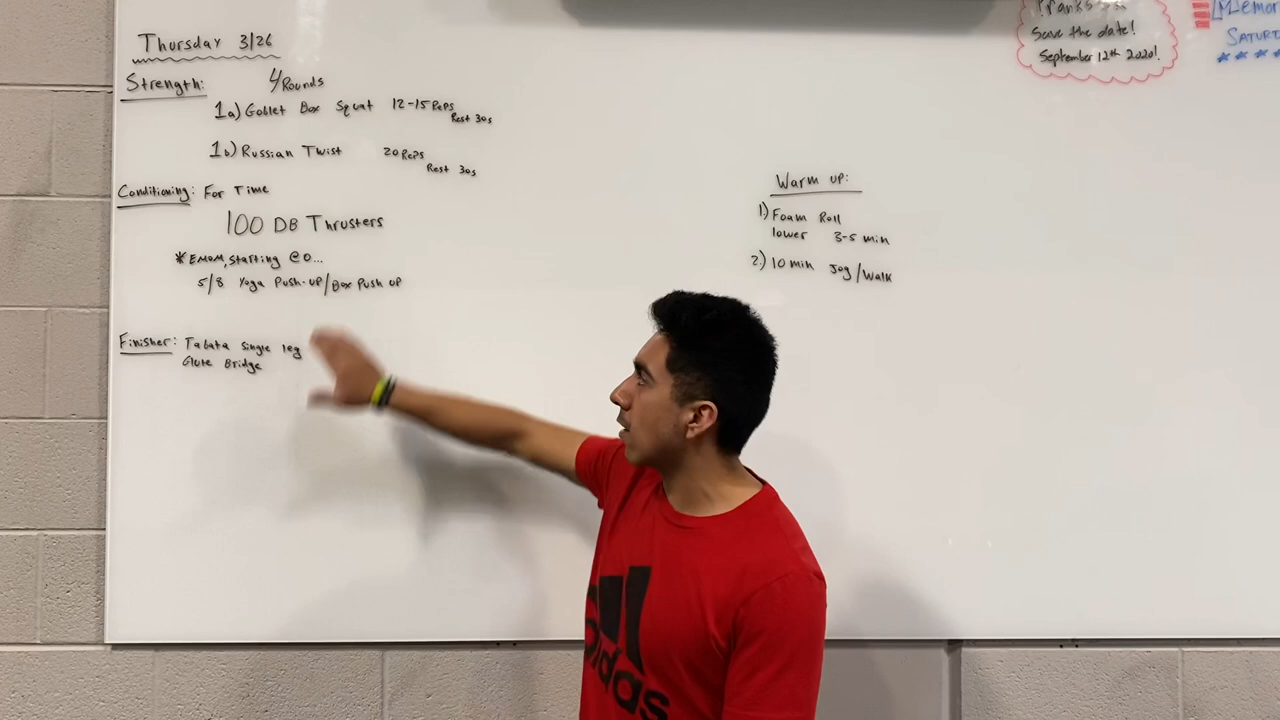 Thursday 3/26
Strength: 4 Rounds
1a) Goblet Box Squat 12-15 Reps
Rest 30s
1b) Russian Twist 20 Reps
Rest 30s
Conditioning: For Time
100 DB Thrusters
*EMOM, Starting @ 0...
5/8 Yoga Push-up/Box Push up
Finisher: Tabata Single leg
Glute Bridge
Warm up:
1) Foam Roll
lower 3-5 min
2) 10 min Jog/Walk
Save the date!
September 12th 2020!
adidas